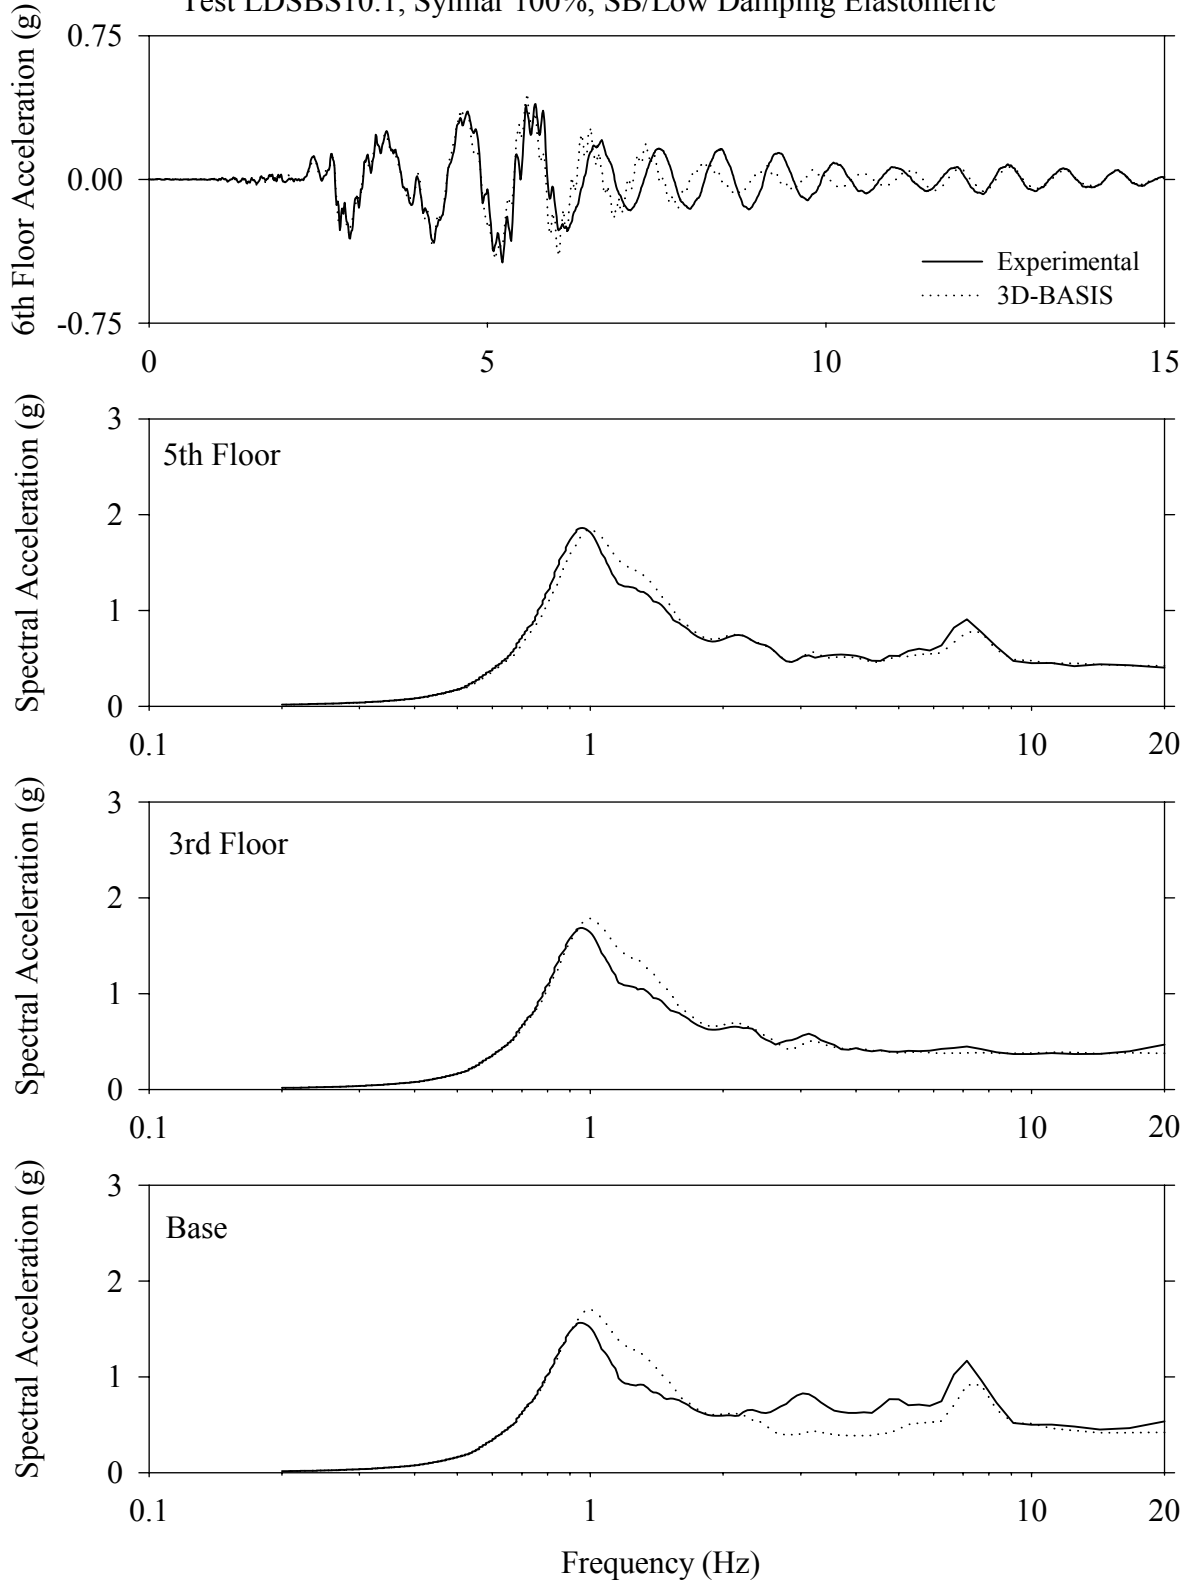 Test LDSBS10.1, Sylmar 100%, SB/Low Damping Elastomeric
6th Floor Acceleration (g)
0.75
0.00
-0.75
Experimental
3D-BASIS
0 5 10 15
Spectral Acceleration (g)
3
2
1
0
5th Floor
0.1 1 10 20
Spectral Acceleration (g)
3
2
1
0
3rd Floor
0.1 1 10 20
Spectral Acceleration (g)
3
2
1
0
Base
0.1 1 10 20
Frequency (Hz)